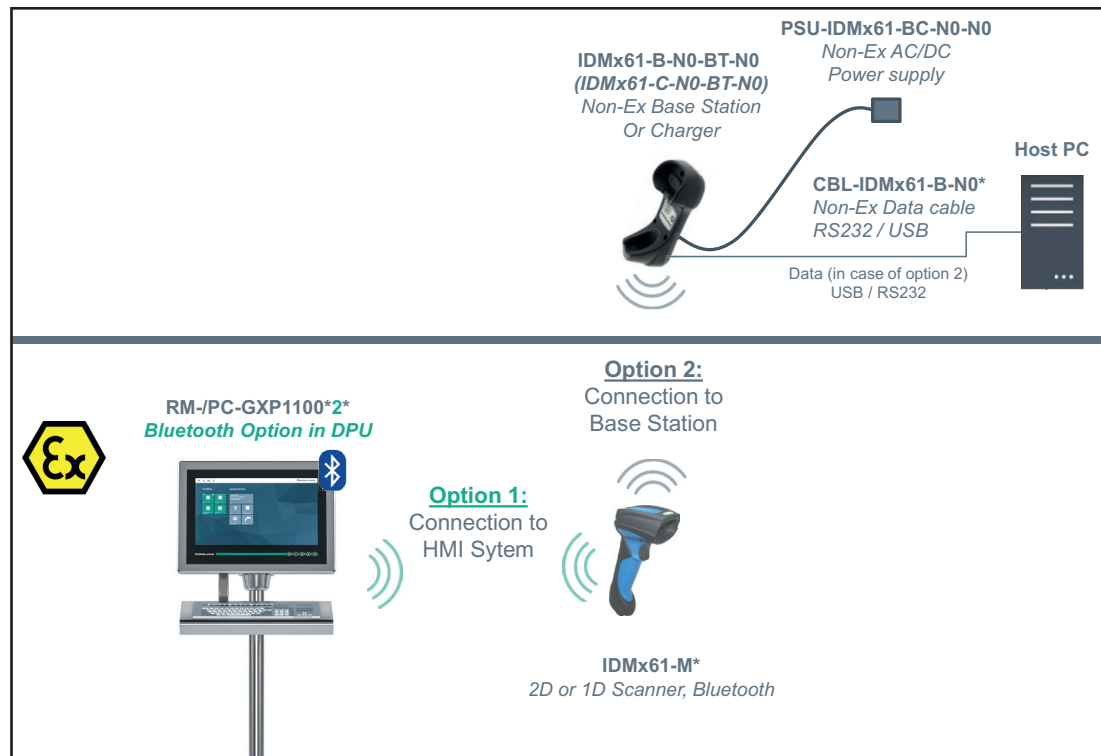 PSU-IDMx61-BC-N0-N0
Non-Ex AC/DC
Power supply
IDMx61-B-N0-BT-N0
(IDMx61-C-N0-BT-N0)
Non-Ex Base Station
Or Charger
Host PC
CBL-IDMx61-B-N0*
Non-Ex Data cable
RS232 / USB
Data (in case of option 2)
USB / RS232
Option 2:
Connection to
Base Station
RM-/PC-GXP1100*2*
Bluetooth Option in DPU
Ex
Option 1:
Connection to
HMI Sytem
IDMx61-M*
2D or 1D Scanner, Bluetooth